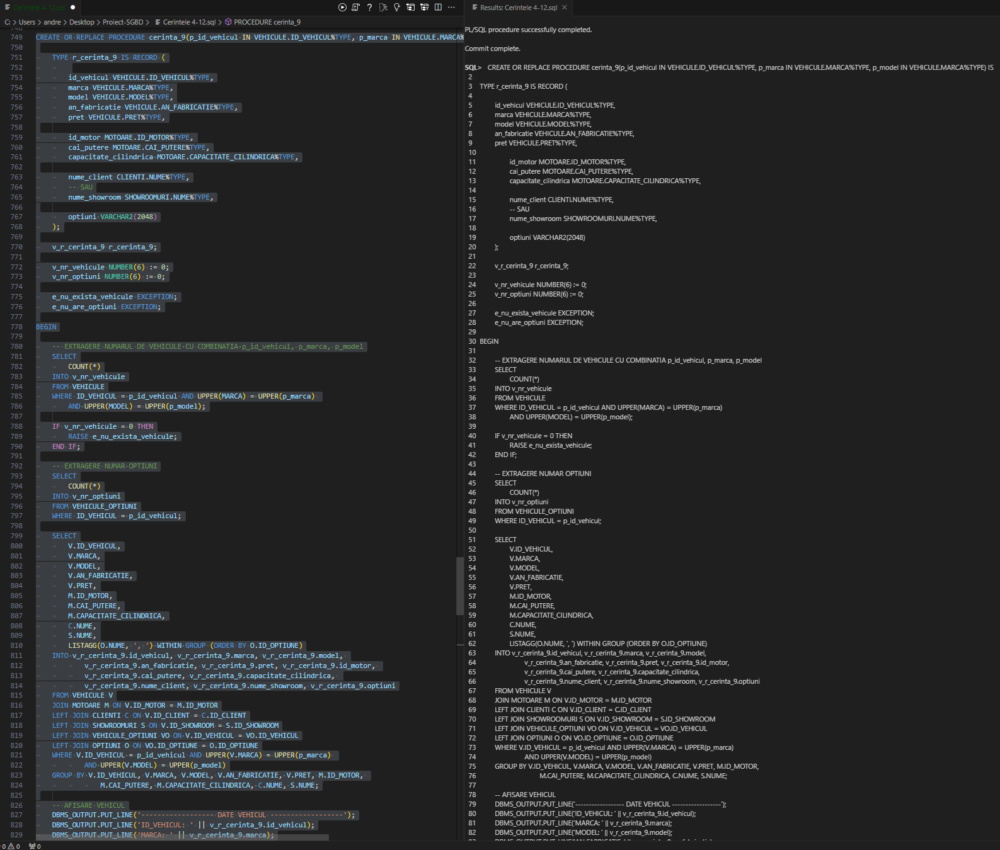 Cerintele 4-12.sql
C: > Users > andre > Desktop > Proiect-SGBD > Cerintele 4-12.sql > PROCEDURE cerinta_9
749 CREATE OR REPLACE PROCEDURE cerinta_9(p_id_vehicul IN VEHICULE.ID_VEHICUL%TYPE, p_marca IN VEHICULE.MARCA%
750
751 TYPE r_cerinta_9 IS RECORD (
752
753 id_vehicul VEHICULE.ID_VEHICUL%TYPE,
754 marca VEHICULE.MARCA%TYPE,
755 model VEHICULE.MODEL%TYPE,
756 an_fabricatie VEHICULE.AN_FABRICATIE%TYPE,
757 pret VEHICULE.PRET%TYPE,
758
759 id_motor MOTOARE.ID_MOTOR%TYPE,
760 cai_putere MOTOARE.CAI_PUTERE%TYPE,
761 capacitate_cilindrica MOTOARE.CAPACITATE_CILINDRICA%TYPE,
762
763 nume_client CLIENTI.NUME%TYPE,
764 -- SAU
765 nume_showroom SHOWROOMURI.NUME%TYPE,
766
767 optiuni VARCHAR2(2048)
768 );
769
770 v_r_cerinta_9 r_cerinta_9;
771
772 v_nr_vehicule NUMBER(6) := 0;
773 v_nr_optiuni NUMBER(6) := 0;
774
775 e_nu_exista_vehicule EXCEPTION;
776 e_nu_are_optiuni EXCEPTION;
777
778 BEGIN
779
780 -- EXTRAGERE NUMARUL DE VEHICULE CU COMBINATIA p_id_vehicul, p_marca, p_model
781 SELECT
782 COUNT(*)
783 INTO v_nr_vehicule
784 FROM VEHICULE
785 WHERE ID_VEHICUL = p_id_vehicul AND UPPER(MARCA) = UPPER(p_marca)
786 AND UPPER(MODEL) = UPPER(p_model);
787
788 IF v_nr_vehicule = 0 THEN
789 RAISE e_nu_exista_vehicule;
790 END IF;
791
792 -- EXTRAGERE NUMAR OPTIUNI
793 SELECT
794 COUNT(*)
795 INTO v_nr_optiuni
796 FROM VEHICULE_OPTIUNI
797 WHERE ID_VEHICUL = p_id_vehicul;
798
799 SELECT
800 V.ID_VEHICUL,
801 V.MARCA,
802 V.MODEL,
803 V.AN_FABRICATIE,
804 V.PRET,
805 M.ID_MOTOR,
806 M.CAI_PUTERE,
807 M.CAPACITATE_CILINDRICA,
808 C.NUME,
809 S.NUME,
810 LISTAGG(O.NUME, ', ') WITHIN GROUP (ORDER BY O.ID_OPTIUNE)
811 INTO v_r_cerinta_9.id_vehicul, v_r_cerinta_9.marca, v_r_cerinta_9.model,
812 v_r_cerinta_9.an_fabricatie, v_r_cerinta_9.pret, v_r_cerinta_9.id_motor,
813 v_r_cerinta_9.cai_putere, v_r_cerinta_9.capacitate_cilindrica,
814 v_r_cerinta_9.nume_client, v_r_cerinta_9.nume_showroom, v_r_cerinta_9.optiuni
815 FROM VEHICULE V
816 JOIN MOTOARE M ON V.ID_MOTOR = M.ID_MOTOR
817 LEFT JOIN CLIENTI C ON V.ID_CLIENT = C.ID_CLIENT
818 LEFT JOIN SHOWROOMURI S ON V.ID_SHOWROOM = S.ID_SHOWROOM
819 LEFT JOIN VEHICULE_OPTIUNI VO ON V.ID_VEHICUL = VO.ID_VEHICUL
820 LEFT JOIN OPTIUNI O ON VO.ID_OPTIUNE = O.ID_OPTIUNE
821 WHERE V.ID_VEHICUL = p_id_vehicul AND UPPER(V.MARCA) = UPPER(p_marca)
822 AND UPPER(V.MODEL) = UPPER(p_model)
823 GROUP BY V.ID_VEHICUL, V.MARCA, V.MODEL, V.AN_FABRICATIE, V.PRET, M.ID_MOTOR,
824 M.CAI_PUTERE, M.CAPACITATE_CILINDRICA, C.NUME, S.NUME;
825
826 -- AFISARE VEHICUL
827 DBMS_OUTPUT.PUT_LINE('------------------ DATE VEHICUL ------------------');
828 DBMS_OUTPUT.PUT_LINE('ID_VEHICUL: ' || v_r_cerinta_9.id_vehicul);
829 DBMS_OUTPUT.PUT_LINE('MARCA: ' || v_r_cerinta_9.marca);
0 0 0
Results: Cerintele 4-12.sql
PL/SQL procedure successfully completed.
Commit complete.
SQL> CREATE OR REPLACE PROCEDURE cerinta_9(p_id_vehicul IN VEHICULE.ID_VEHICUL%TYPE, p_marca IN VEHICULE.MARCA%TYPE, p_model IN VEHICULE.MARCA%TYPE) IS
2
3 TYPE r_cerinta_9 IS RECORD (
4
5 id_vehicul VEHICULE.ID_VEHICUL%TYPE,
6 marca VEHICULE.MARCA%TYPE,
7 model VEHICULE.MODEL%TYPE,
8 an_fabricatie VEHICULE.AN_FABRICATIE%TYPE,
9 pret VEHICULE.PRET%TYPE,
10
11 id_motor MOTOARE.ID_MOTOR%TYPE,
12 cai_putere MOTOARE.CAI_PUTERE%TYPE,
13 capacitate_cilindrica MOTOARE.CAPACITATE_CILINDRICA%TYPE,
14
15 nume_client CLIENTI.NUME%TYPE,
16 -- SAU
17 nume_showroom SHOWROOMURI.NUME%TYPE,
18
19 optiuni VARCHAR2(2048)
20 );
21
22 v_r_cerinta_9 r_cerinta_9;
23
24 v_nr_vehicule NUMBER(6) := 0;
25 v_nr_optiuni NUMBER(6) := 0;
26
27 e_nu_exista_vehicule EXCEPTION;
28 e_nu_are_optiuni EXCEPTION;
29
30 BEGIN
31
32 -- EXTRAGERE NUMARUL DE VEHICULE CU COMBINATIA p_id_vehicul, p_marca, p_model
33 SELECT
34 COUNT(*)
35 INTO v_nr_vehicule
36 FROM VEHICULE
37 WHERE ID_VEHICUL = p_id_vehicul AND UPPER(MARCA) = UPPER(p_marca)
38 AND UPPER(MODEL) = UPPER(p_model);
39
40 IF v_nr_vehicule = 0 THEN
41 RAISE e_nu_exista_vehicule;
42 END IF;
43
44 -- EXTRAGERE NUMAR OPTIUNI
45 SELECT
46 COUNT(*)
47 INTO v_nr_optiuni
48 FROM VEHICULE_OPTIUNI
49 WHERE ID_VEHICUL = p_id_vehicul;
50
51 SELECT
52 V.ID_VEHICUL,
53 V.MARCA,
54 V.MODEL,
55 V.AN_FABRICATIE,
56 V.PRET,
57 M.ID_MOTOR,
58 M.CAI_PUTERE,
59 M.CAPACITATE_CILINDRICA,
60 C.NUME,
61 S.NUME,
62 LISTAGG(O.NUME, ', ') WITHIN GROUP (ORDER BY O.ID_OPTIUNE)
63 INTO v_r_cerinta_9.id_vehicul, v_r_cerinta_9.marca, v_r_cerinta_9.model,
64 v_r_cerinta_9.an_fabricatie, v_r_cerinta_9.pret, v_r_cerinta_9.id_motor,
65 v_r_cerinta_9.cai_putere, v_r_cerinta_9.capacitate_cilindrica,
66 v_r_cerinta_9.nume_client, v_r_cerinta_9.nume_showroom, v_r_cerinta_9.optiuni
67 FROM VEHICULE V
68 JOIN MOTOARE M ON V.ID_MOTOR = M.ID_MOTOR
69 LEFT JOIN CLIENTI C ON V.ID_CLIENT = C.ID_CLIENT
70 LEFT JOIN SHOWROOMURI S ON V.ID_SHOWROOM = S.ID_SHOWROOM
71 LEFT JOIN VEHICULE_OPTIUNI VO ON V.ID_VEHICUL = VO.ID_VEHICUL
72 LEFT JOIN OPTIUNI O ON VO.ID_OPTIUNE = O.ID_OPTIUNE
73 WHERE V.ID_VEHICUL = p_id_vehicul AND UPPER(V.MARCA) = UPPER(p_marca)
74 AND UPPER(V.MODEL) = UPPER(p_model)
75 GROUP BY V.ID_VEHICUL, V.MARCA, V.MODEL, V.AN_FABRICATIE, V.PRET, M.ID_MOTOR,
76 M.CAI_PUTERE, M.CAPACITATE_CILINDRICA, C.NUME, S.NUME;
77
78 -- AFISARE VEHICUL
79 DBMS_OUTPUT.PUT_LINE('------------------ DATE VEHICUL ------------------');
80 DBMS_OUTPUT.PUT_LINE('ID_VEHICUL: ' || v_r_cerinta_9.id_vehicul);
81 DBMS_OUTPUT.PUT_LINE('MARCA: ' || v_r_cerinta_9.marca);
82 DBMS_OUTPUT.PUT_LINE('MODEL: ' || v_r_cerinta_9.model);